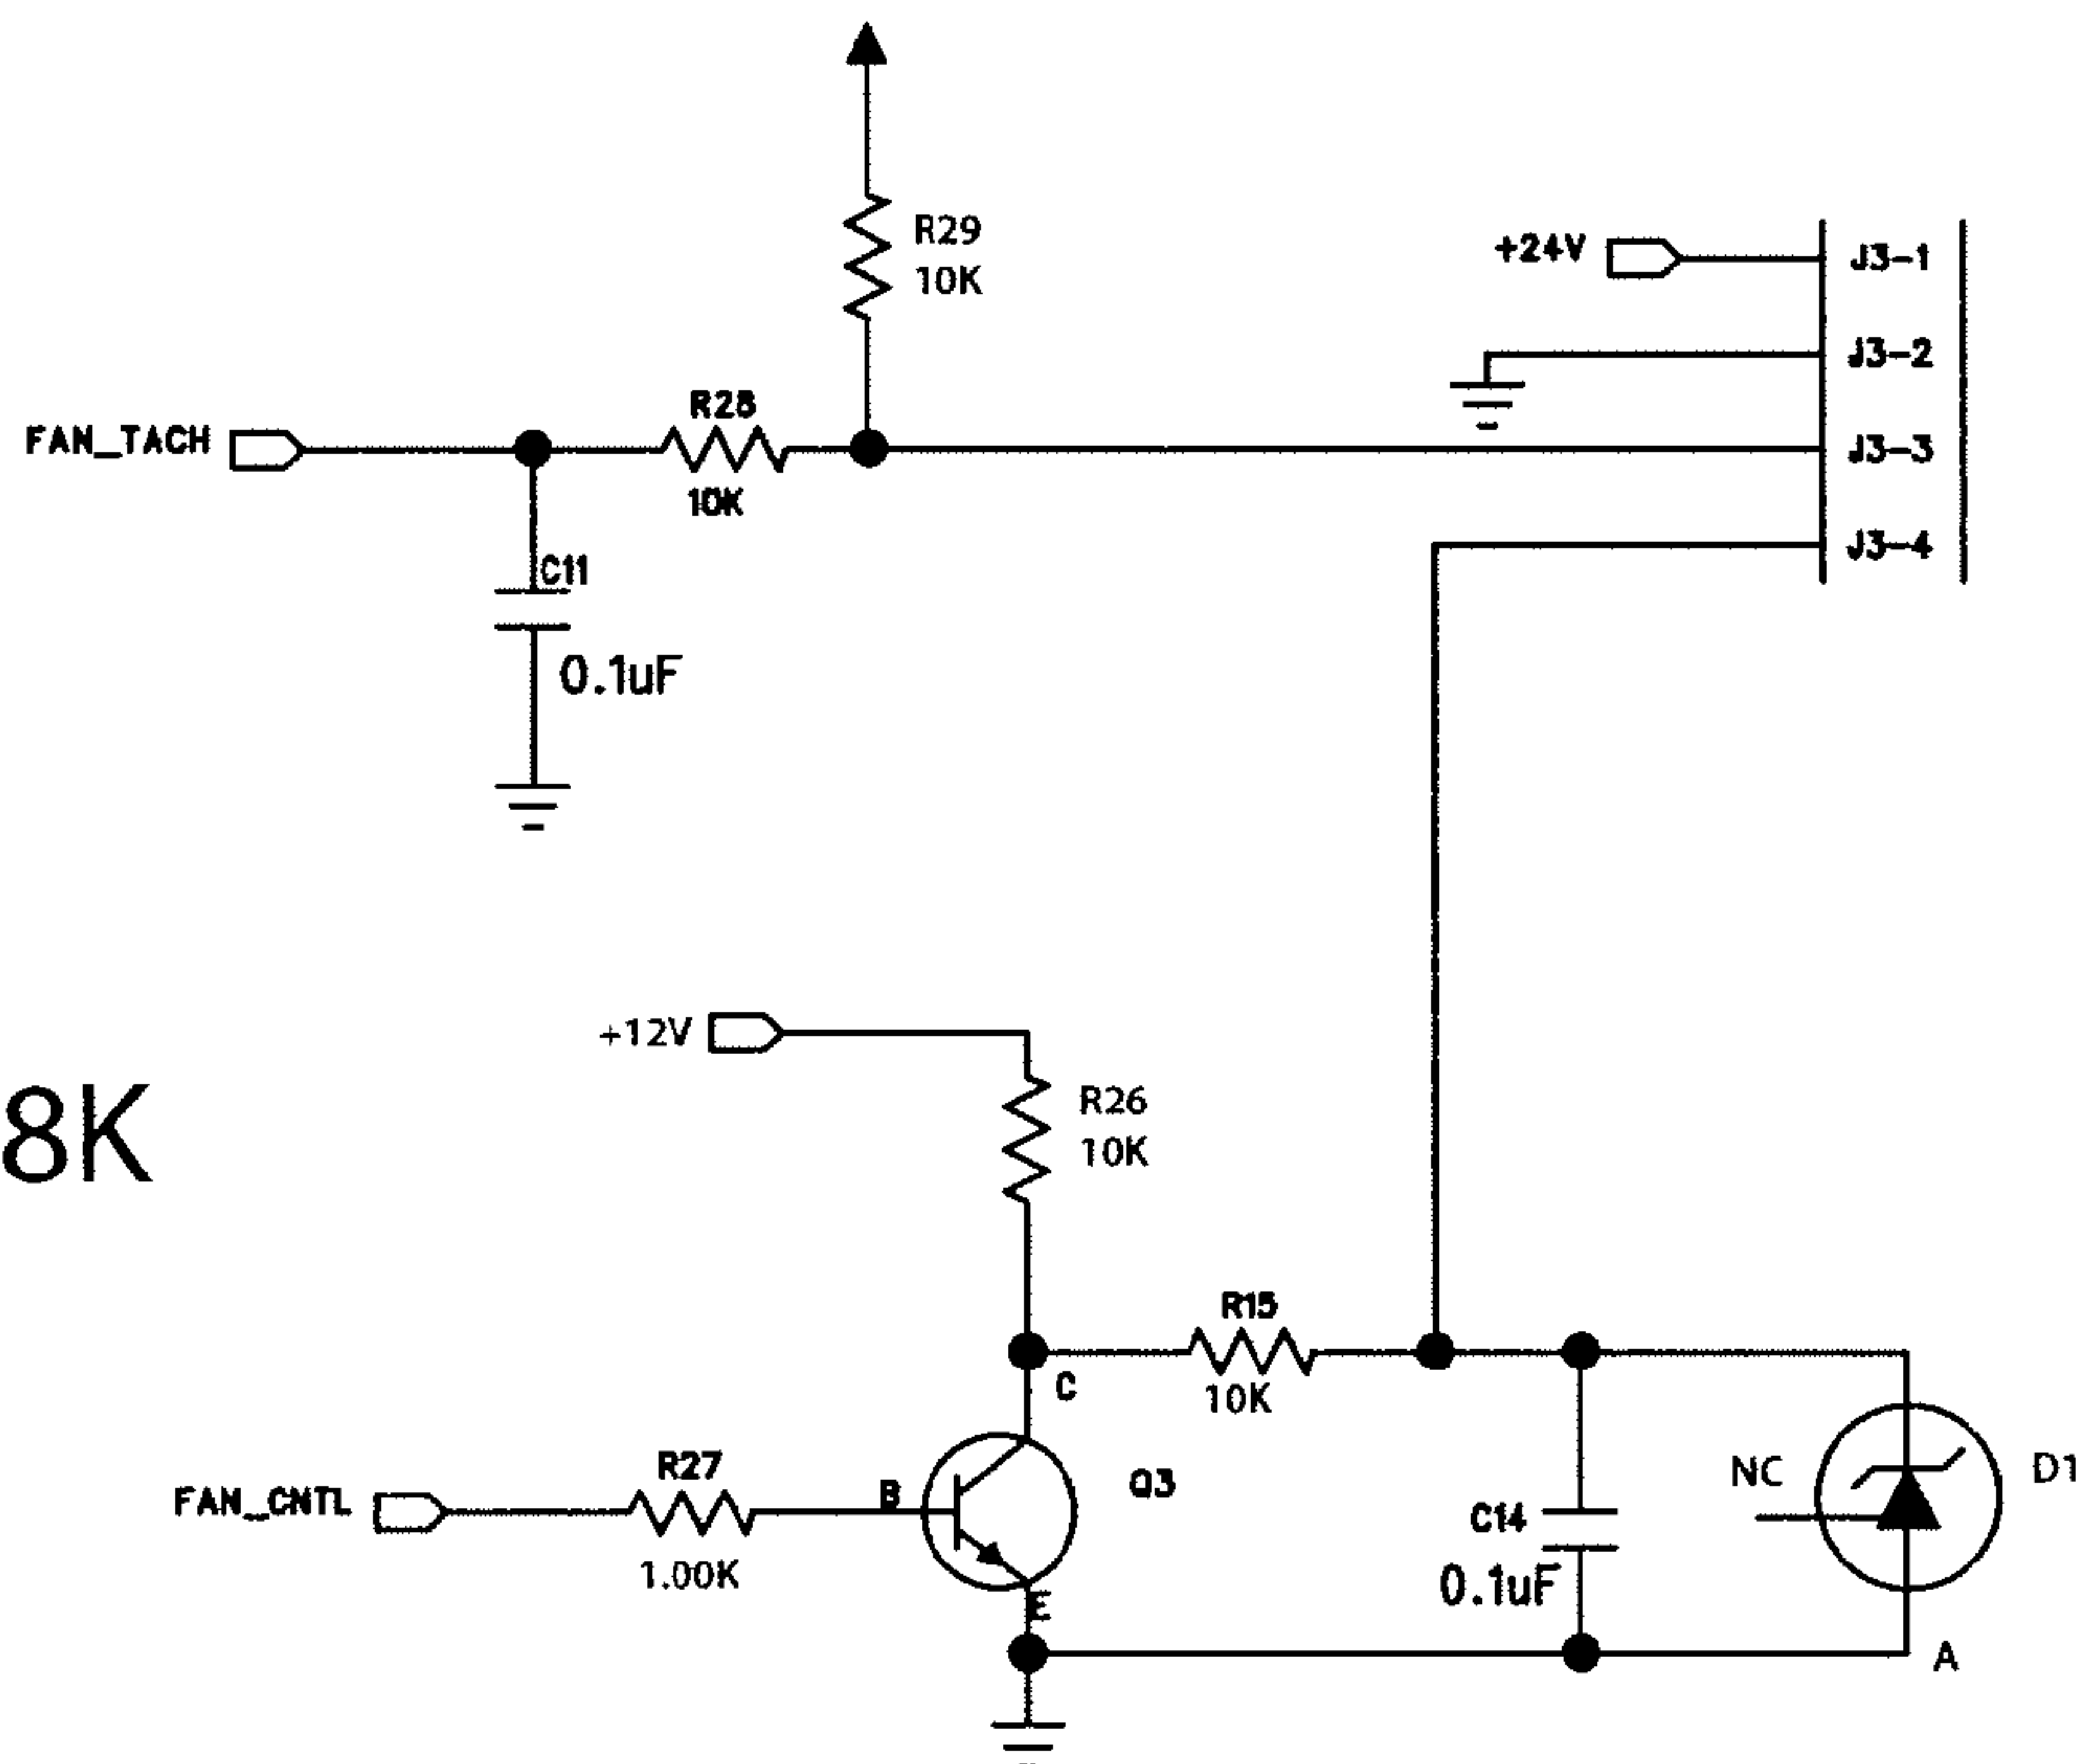 R29
10K
+24V
J3-1
J3-2
R28
FAN_TACH
J3-3
10K
J3-4
C11
0.1uF
+12V
R26
10K
8K
R15
C
10K
R27
B
Q3
NC
D1
FAN_CNTL
C14
1.00K
0.1uF
E
A